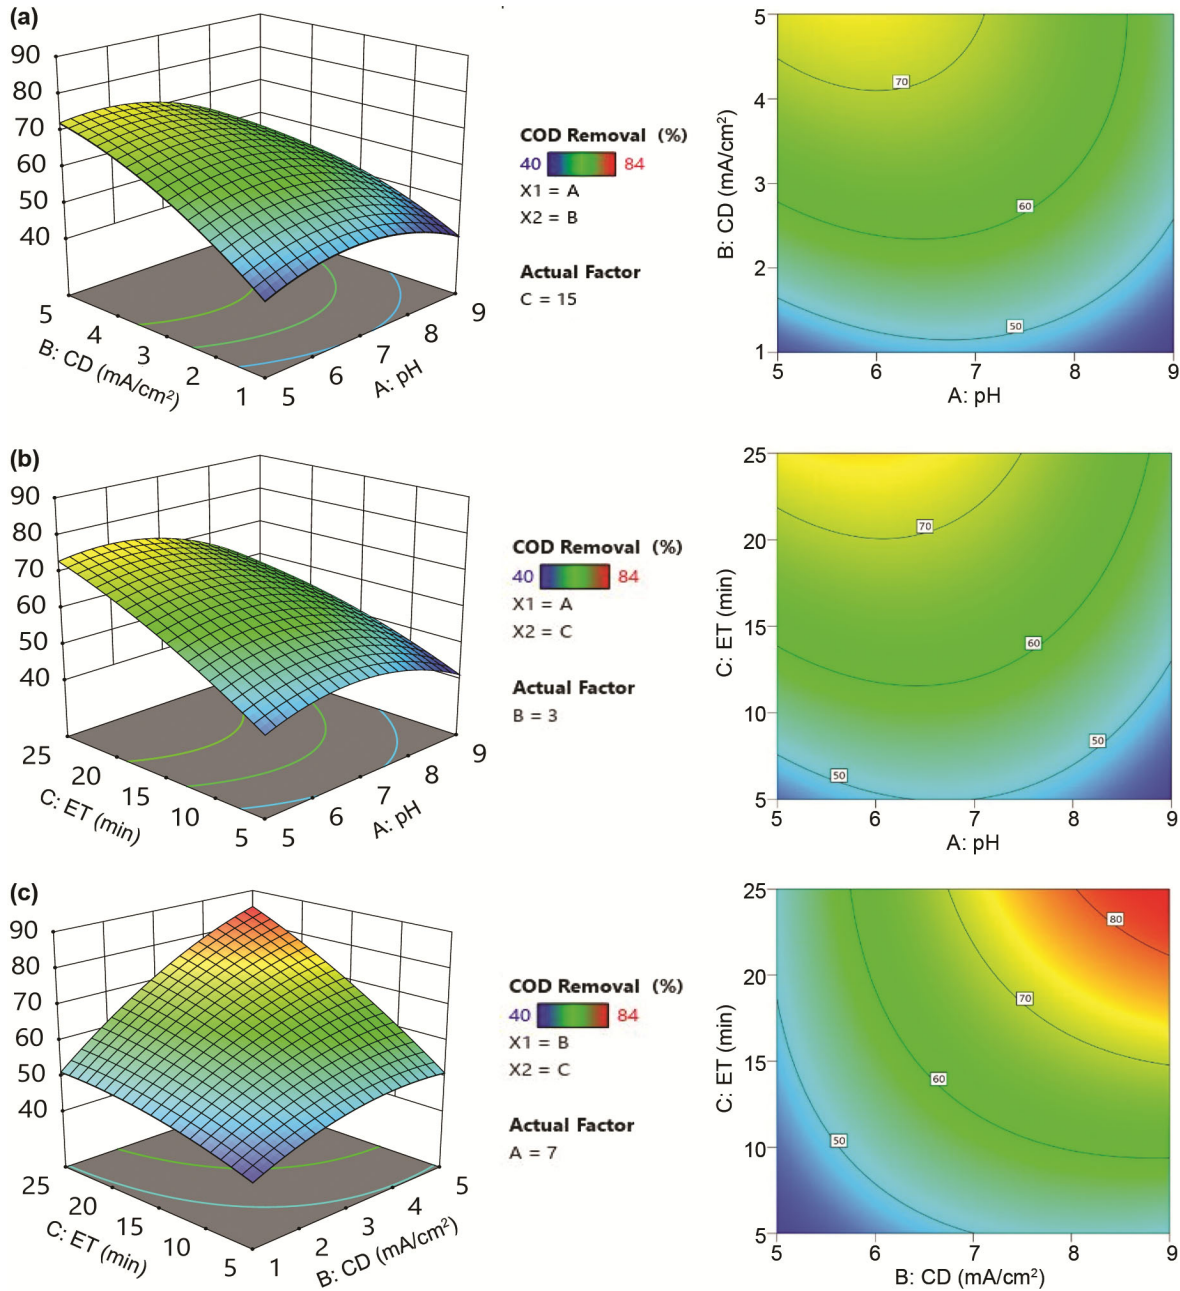 (a)
90
80
70
60
50
40
5
4
3
2
1
B: CD (mA/cm²)
5
6
7
8
9
A: pH
COD Removal (%)
40 84
X1 = A
X2 = B
Actual Factor
C = 15
5
4
3
2
1
B: CD (mA/cm²)
70
60
50
5 6 7 8 9
A: pH
(b)
90
80
70
60
50
40
25
20
15
10
5
C: ET (min)
5
6
7
8
9
A: pH
COD Removal (%)
40 84
X1 = A
X2 = C
Actual Factor
B = 3
25
20
15
10
5
C: ET (min)
70
60
50
50
5 6 7 8 9
A: pH
(c)
90
80
70
60
50
40
25
20
15
10
5
C: ET (min)
1
2
3
4
5
B: CD (mA/cm²)
COD Removal (%)
40 84
X1 = B
X2 = C
Actual Factor
A = 7
25
20
15
10
5
C: ET (min)
80
70
60
50
5 6 7 8 9
B: CD (mA/cm²)